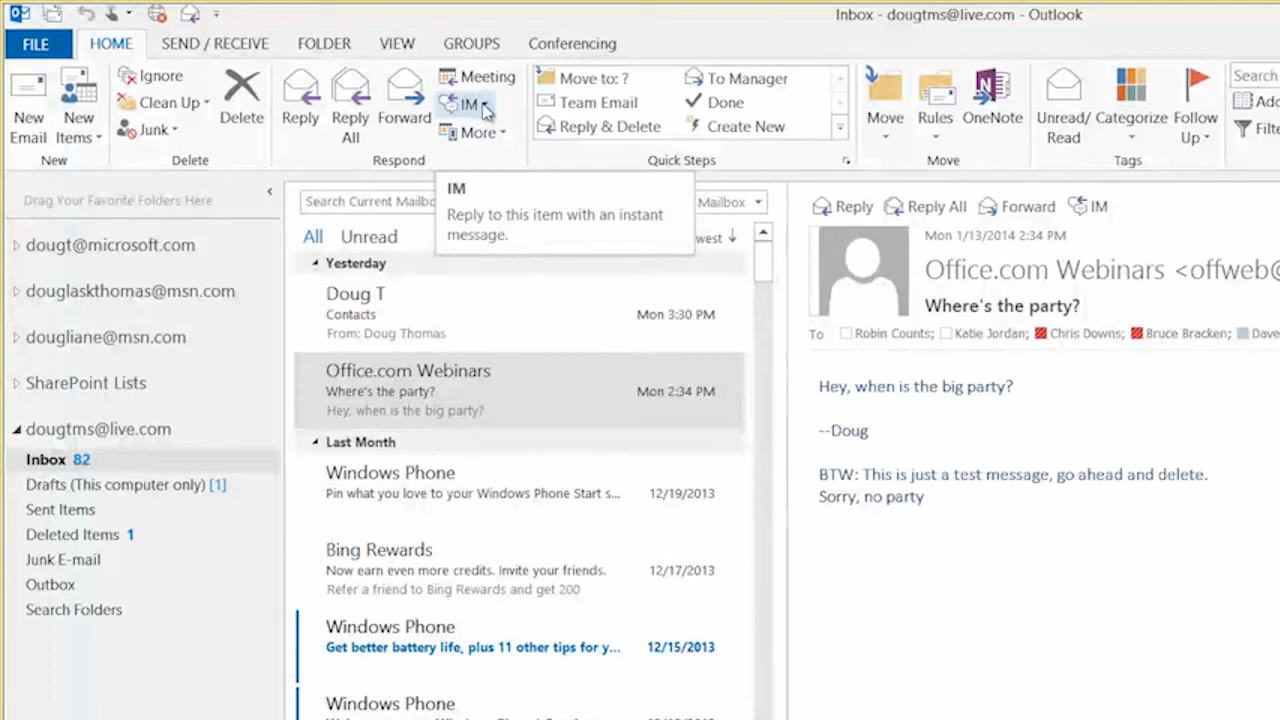 Inbox - dougtms@live.com - Outlook
FILE HOME SEND / RECEIVE FOLDER VIEW GROUPS Conferencing
New Email
New Items
New
Ignore
Clean Up
Junk
Delete
Delete
Reply
Reply All
Forward
Meeting
IM
More
Respond
Move to: ?
Team Email
Reply & Delete
To Manager
Done
Create New
Quick Steps
Move
Rules
OneNote
Move
Unread/ Read
Categorize
Follow Up
Tags
Search
IM
Reply to this item with an instant
message.
Drag Your Favorite Folders Here
dougt@microsoft.com
douglaskthomas@msn.com
dougliane@msn.com
SharePoint Lists
dougtms@live.com
Inbox 82
Drafts (This computer only) [1]
Sent Items
Deleted Items 1
Junk E-mail
Outbox
Search Folders
Search Current Mailbo
Mailbox
All Unread
west
Yesterday
Doug T
Contacts Mon 3:30 PM
From: Doug Thomas
Office.com Webinars
Where's the party? Mon 2:34 PM
Hey, when is the big party?
Last Month
Windows Phone
Pin what you love to your Windows Phone Start s... 12/19/2013
Bing Rewards
Now earn even more credits. Invite your friends. 12/17/2013
Refer a friend to Bing Rewards and get 200
Windows Phone
Get better battery life, plus 11 other tips for y... 12/15/2013
Windows Phone
Reply Reply All Forward IM
Mon 1/13/2014 2:34 PM
Office.com Webinars <offweb@
Where's the party?
To Robin Counts; Katie Jordan; Chris Downs; Bruce Bracken; Dave
Hey, when is the big party?
--Doug
BTW: This is just a test message, go ahead and delete.
Sorry, no party